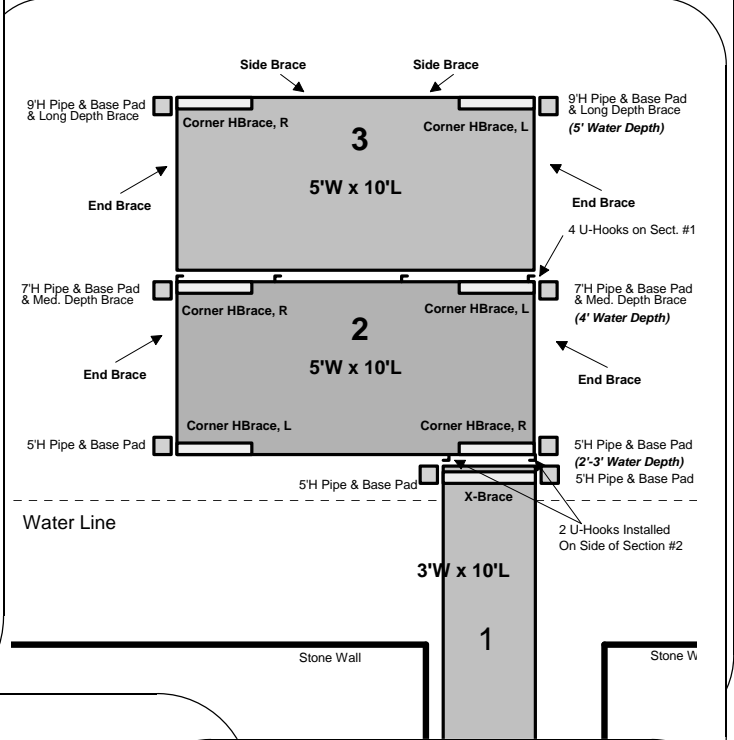 Side Brace
Side Brace
9'H Pipe & Base Pad
& Long Depth Brace
9'H Pipe & Base Pad
& Long Depth Brace
(5' Water Depth)
Corner HBrace, R
3
Corner HBrace, L
5'W x 10'L
End Brace
End Brace
4 U-Hooks on Sect. #1
7'H Pipe & Base Pad
& Med. Depth Brace
7'H Pipe & Base Pad
& Med. Depth Brace
(4' Water Depth)
Corner HBrace, R
2
Corner HBrace, L
5'W x 10'L
End Brace
End Brace
Corner HBrace, L
Corner HBrace, R
5'H Pipe & Base Pad
5'H Pipe & Base Pad
(2'-3' Water Depth)
5'H Pipe & Base Pad
5'H Pipe & Base Pad
X-Brace
Water Line
2 U-Hooks Installed
On Side of Section #2
3'W x 10'L
1
Stone Wall
Stone W